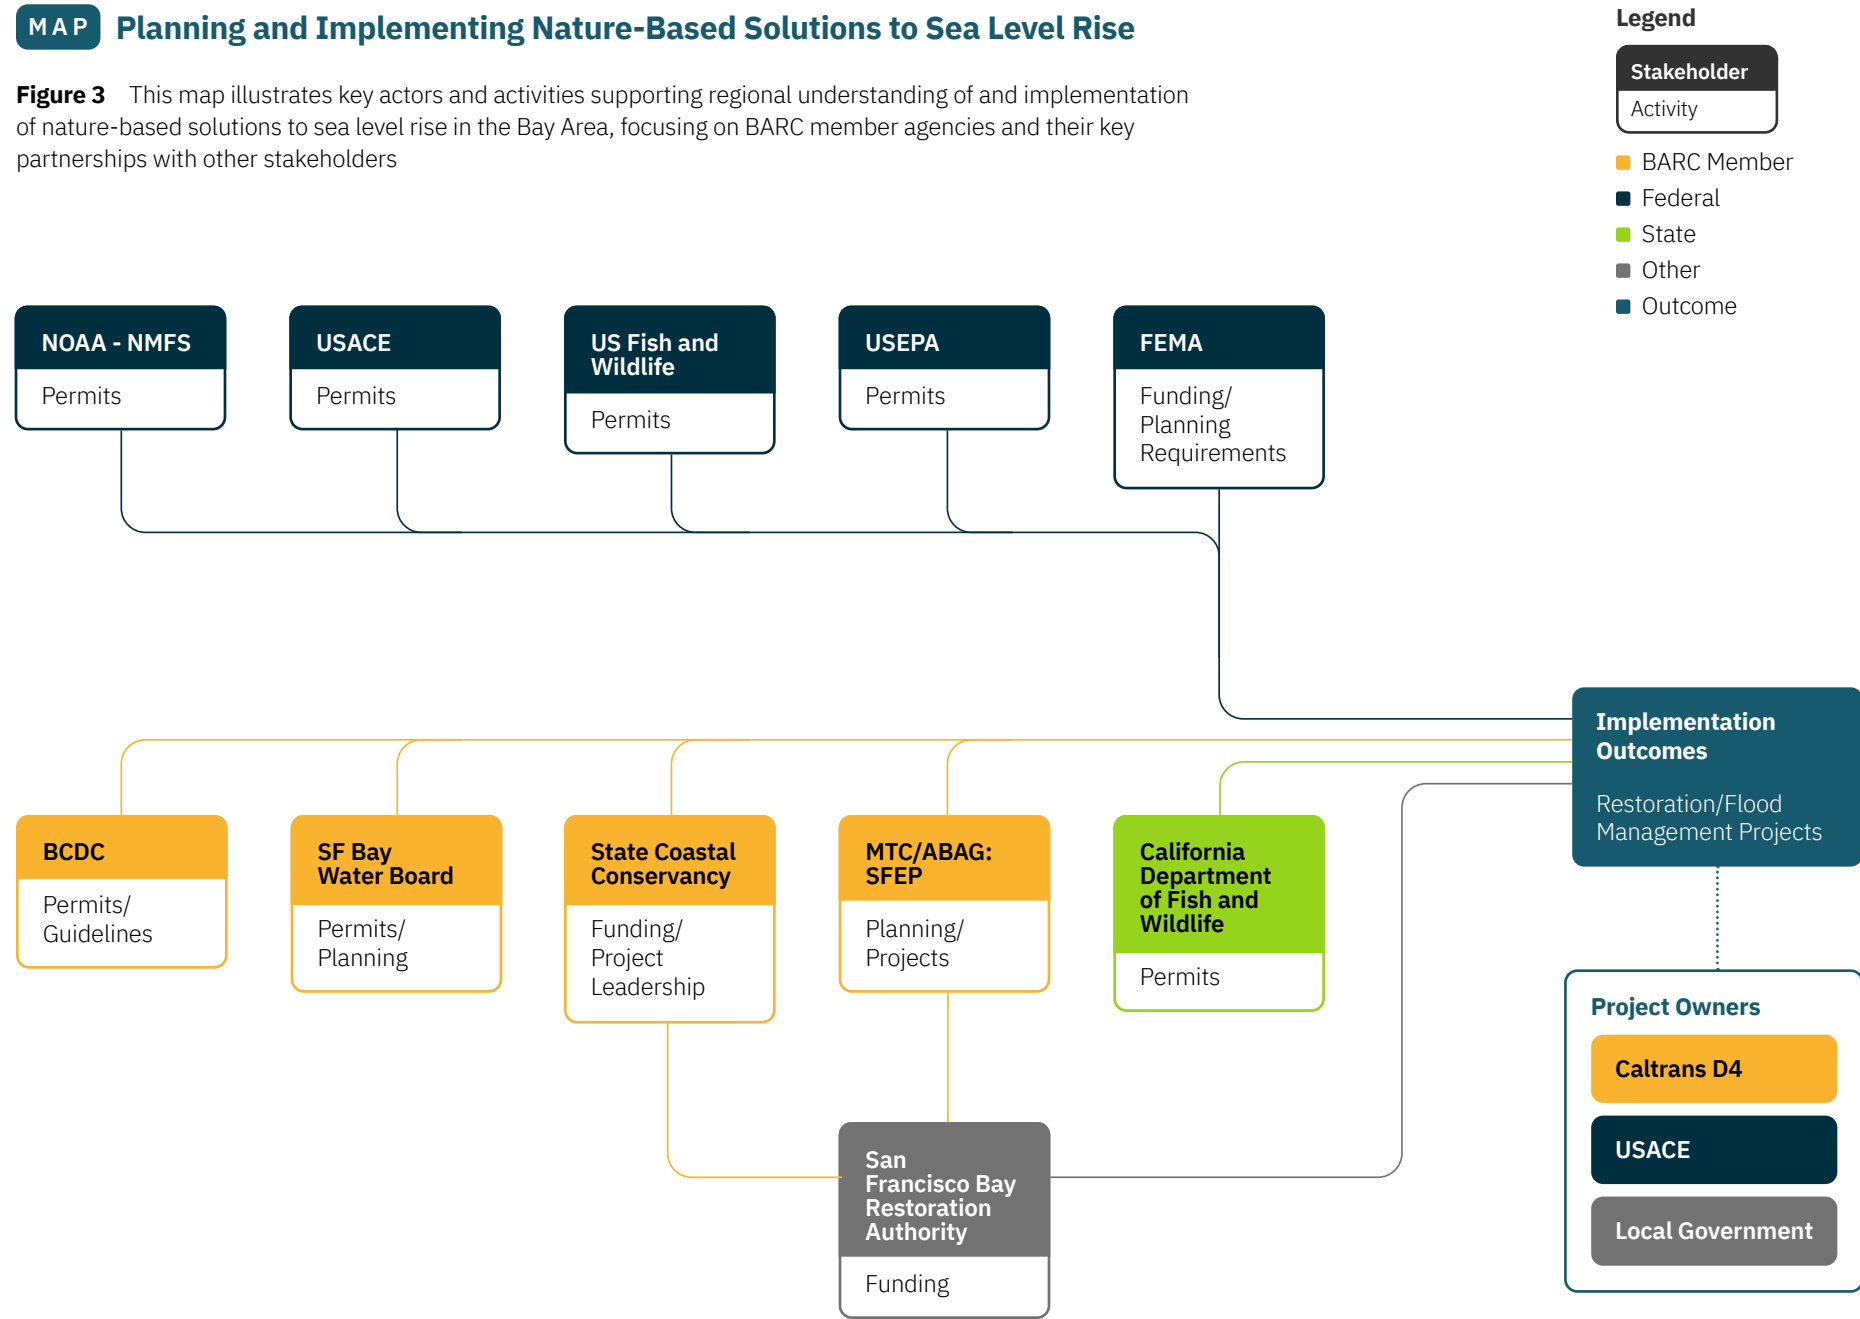 MAP Planning and Implementing Nature-Based Solutions to Sea Level Rise
Figure 3 This map illustrates key actors and activities supporting regional understanding of and implementation
of nature-based solutions to sea level rise in the Bay Area, focusing on BARC member agencies and their key
partnerships with other stakeholders
Legend
Stakeholder
Activity
BARC Member
Federal
State
Other
Outcome
NOAA - NMFS
Permits
USACE
Permits
US Fish and
Wildlife
Permits
USEPA
Permits
FEMA
Funding/
Planning
Requirements
Implementation
Outcomes
Restoration/Flood
Management Projects
BCDC
Permits/
Guidelines
SF Bay
Water Board
Permits/
Planning
State Coastal
Conservancy
Funding/
Project
Leadership
MTC/ABAG:
SFEP
Planning/
Projects
California
Department
of Fish and
Wildlife
Permits
San
Francisco Bay
Restoration
Authority
Funding
Project Owners
Caltrans D4
USACE
Local Government